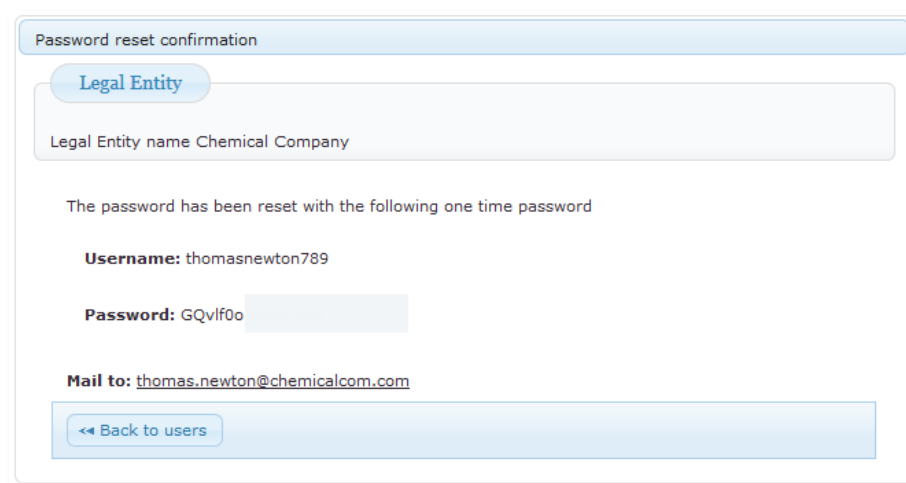 Password reset confirmation
Legal Entity
Legal Entity name Chemical Company
The password has been reset with the following one time password
Username: thomasnewton789
Password: GQvlf0o
Mail to: thomas.newton@chemicalcom.com
Back to users